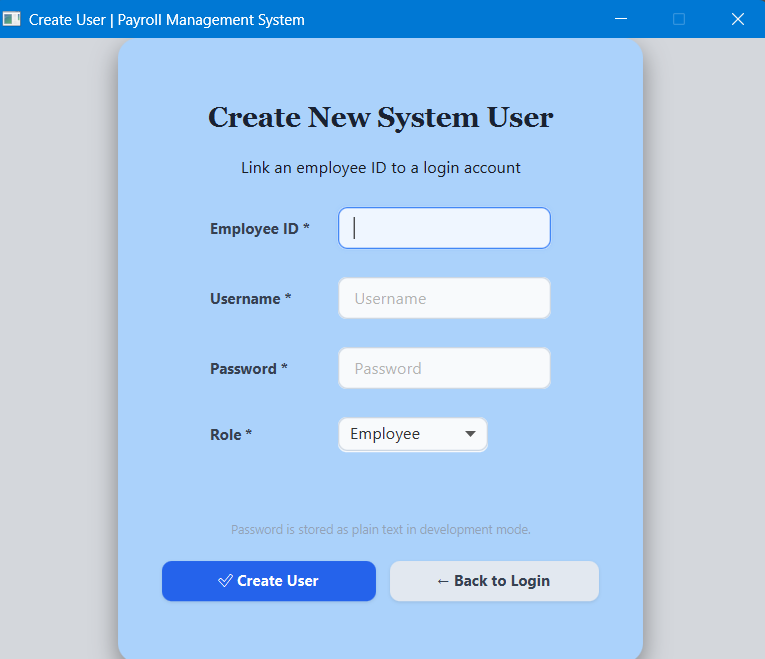 Create User | Payroll Management System
Create New System User
Link an employee ID to a login account
Employee ID *
Username * Username
Password * Password
Role * Employee
Password is stored as plain text in development mode.
✅ Create User ← Back to Login